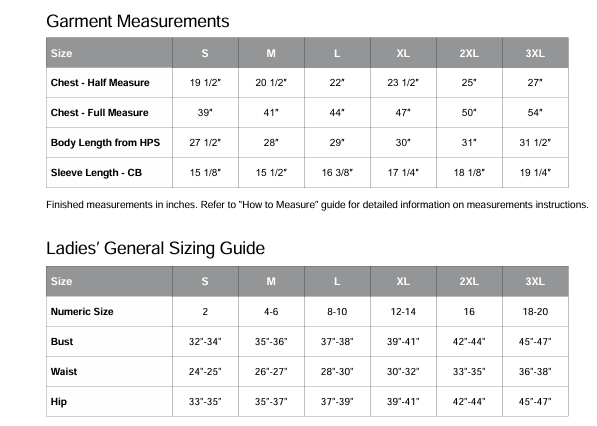 Garment Measurements
Size S M L XL 2XL 3XL
Chest - Half Measure 19 1/2" 20 1/2" 22" 23 1/2" 25" 27"
Chest - Full Measure 39" 41" 44" 47" 50" 54"
Body Length from HPS 27 1/2" 28" 29" 30" 31" 31 1/2"
Sleeve Length - CB 15 1/8" 15 1/2" 16 3/8" 17 1/4" 18 1/8" 19 1/4"
Finished measurements in inches. Refer to "How to Measure" guide for detailed information on measurements instructions.
Ladies' General Sizing Guide
Size S M L XL 2XL 3XL
Numeric Size 2 4-6 8-10 12-14 16 18-20
Bust 32"-34" 35"-36" 37"-38" 39"-41" 42"-44" 45"-47"
Waist 24"-25" 26"-27" 28"-30" 30"-32" 33"-35" 36"-38"
Hip 33"-35" 35"-37" 37"-39" 39"-41" 42"-44" 45"-47"